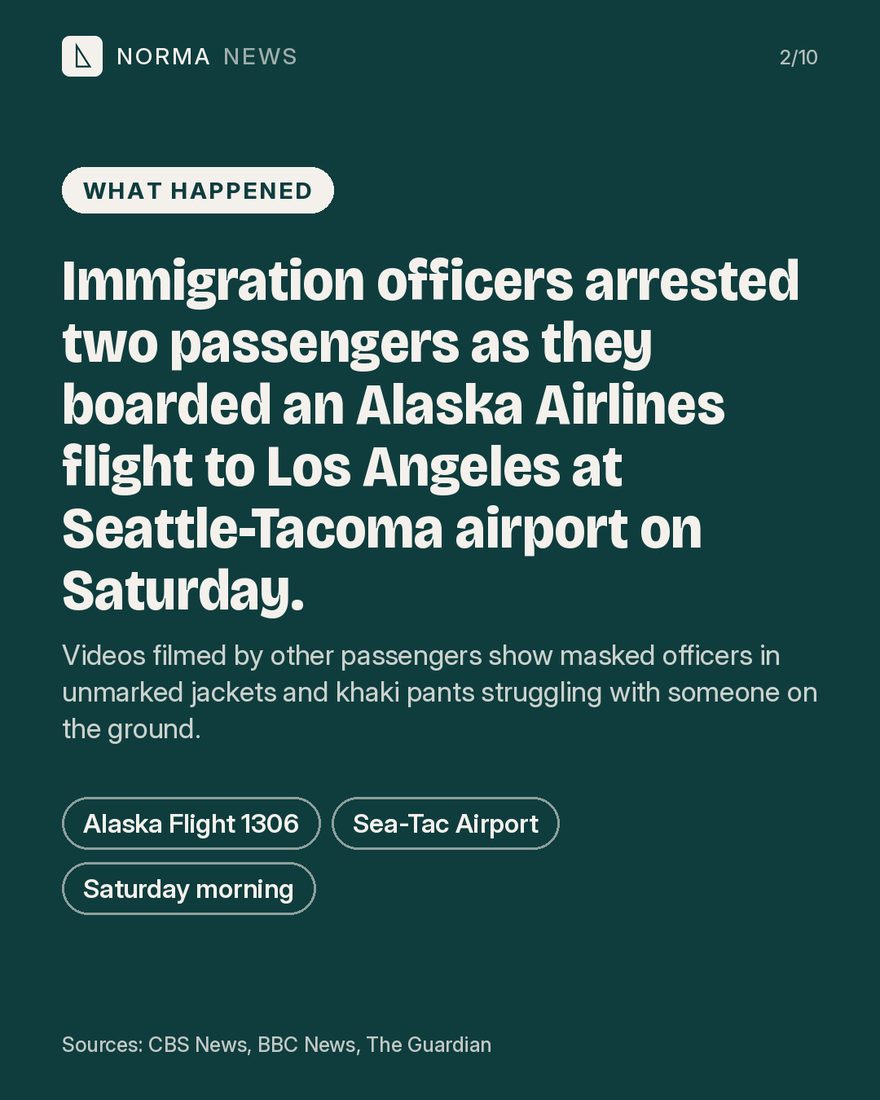 NORMA NEWS
2/10
WHAT HAPPENED
Immigration officers arrested
two passengers as they
boarded an Alaska Airlines
flight to Los Angeles at
Seattle-Tacoma airport on
Saturday.
Videos filmed by other passengers show masked officers in
unmarked jackets and khaki pants struggling with someone on
the ground.
Alaska Flight 1306
Sea-Tac Airport
Saturday morning
Sources: CBS News, BBC News, The Guardian